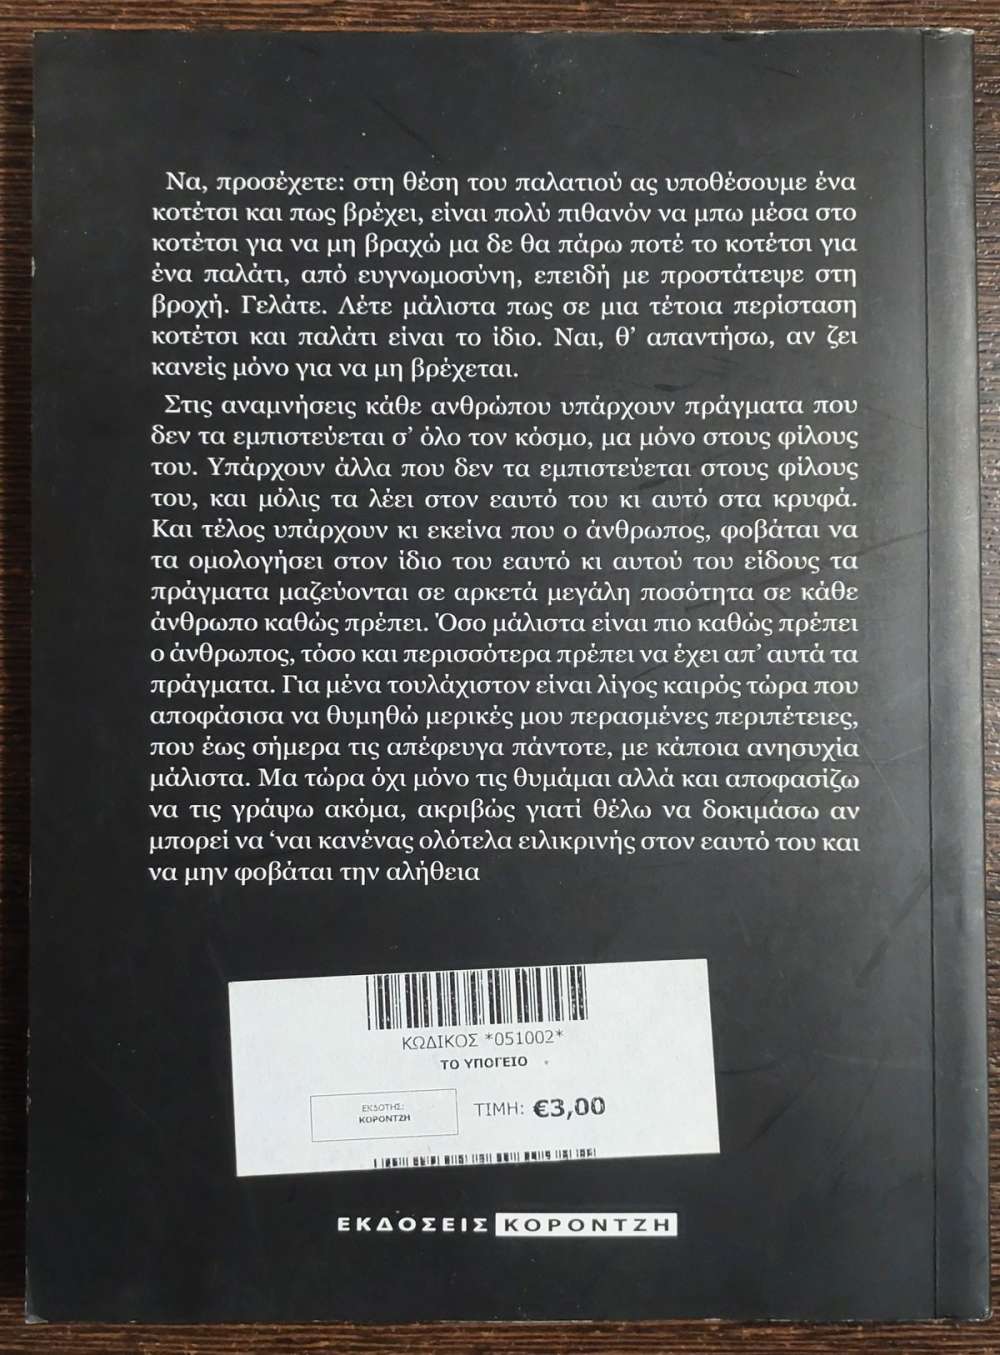 Να, προσέχετε: στη θέση του παλατιού ας υποθέσουμε ένα
κοτέτσι και πως βρέχει, είναι πολύ πιθανόν να μπω μέσα στο
κοτέτσι για να μη βραχώ μα δε θα πάρω ποτέ το κοτέτσι για
ένα παλάτι, από ευγνωμοσύνη, επειδή με προστάτεψε στη
βροχή. Γελάτε. Λέτε μάλιστα πως σε μια τέτοια περίσταση
κοτέτσι και παλάτι είναι το ίδιο. Ναι, θ’ απαντήσω, αν ζει
κανείς μόνο για να μη βρέχεται.
Στις αναμνήσεις κάθε ανθρώπου υπάρχουν πράγματα που
δεν τα εμπιστεύεται σ’ όλο τον κόσμο, μα μόνο στους φίλους
του. Υπάρχουν άλλα που δεν τα εμπιστεύεται στους φίλους
του, και μόλις τα λέει στον εαυτό του κι αυτό στα κρυφά.
Και τέλος υπάρχουν κι εκείνα που ο άνθρωπος, φοβάται να
τα ομολογήσει στον ίδιο του εαυτό κι αυτού του είδους τα
πράγματα μαζεύονται σε αρκετά μεγάλη ποσότητα σε κάθε
άνθρωπο καθώς πρέπει. Όσο μάλιστα είναι πιο καθώς πρέπει
ο άνθρωπος, τόσο και περισσότερα πρέπει να έχει απ’ αυτά τα
πράγματα. Για μένα τουλάχιστον είναι λίγος καιρός τώρα που
αποφάσισα να θυμηθώ μερικές μου περασμένες περιπέτειες,
που έως σήμερα τις απέφευγα πάντοτε, με κάποια ανησυχία
μάλιστα. Μα τώρα όχι μόνο τις θυμάμαι αλλά και αποφασίζω
να τις γράψω ακόμα, ακριβώς γιατί θέλω να δοκιμάσω αν
μπορεί να ‘ναι κανένας ολότελα ειλικρινής στον εαυτό του και
να μην φοβάται την αλήθεια
ΚΩΔΙΚΟΣ *051002*
ΤΟ ΥΠΟΓΕΙΟ
ΕΚΔΟΤΗΣ:
ΚΟΡΟΝΤΖΗ
ΤΙΜΗ: €3,00
ΕΚΔΟΣΕΙΣ ΚΟΡΟΝΤΖΗ